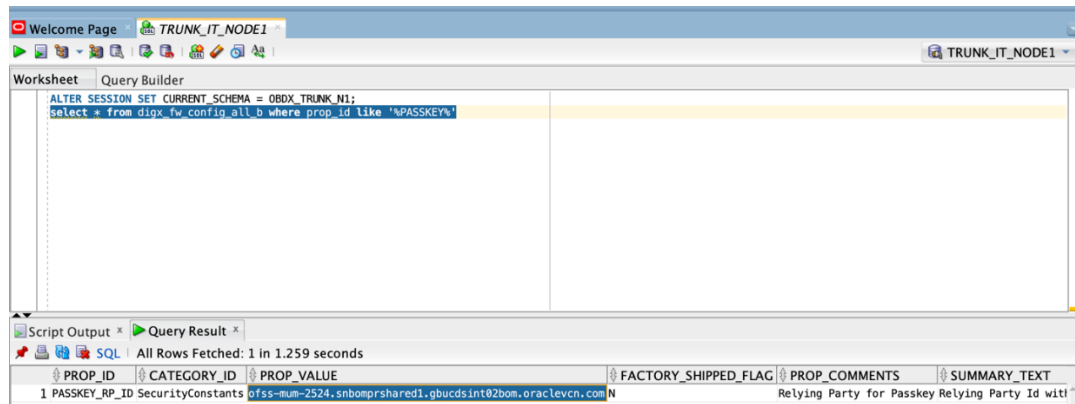 Welcome Page TRUNK_IT_NODE1
TRUNK_IT_NODE1
Worksheet Query Builder
ALTER SESSION SET CURRENT_SCHEMA = OBDX_TRUNK_N1;
select * from digx_fw_config_all_b where prop_id like '%PASSKEY%'
Script Output Query Result
SQL All Rows Fetched: 1 in 1.259 seconds
PROP_ID CATEGORY_ID PROP_VALUE FACTORY_SHIPPED_FLAG PROP_COMMENTS SUMMARY_TEXT
1 PASSKEY_RP_ID SecurityConstants ofss-mum-2524.snbomprshared1.gbucdsint02bom.oraclevcn.com N Relying Party for Passkey Relying Party Id with